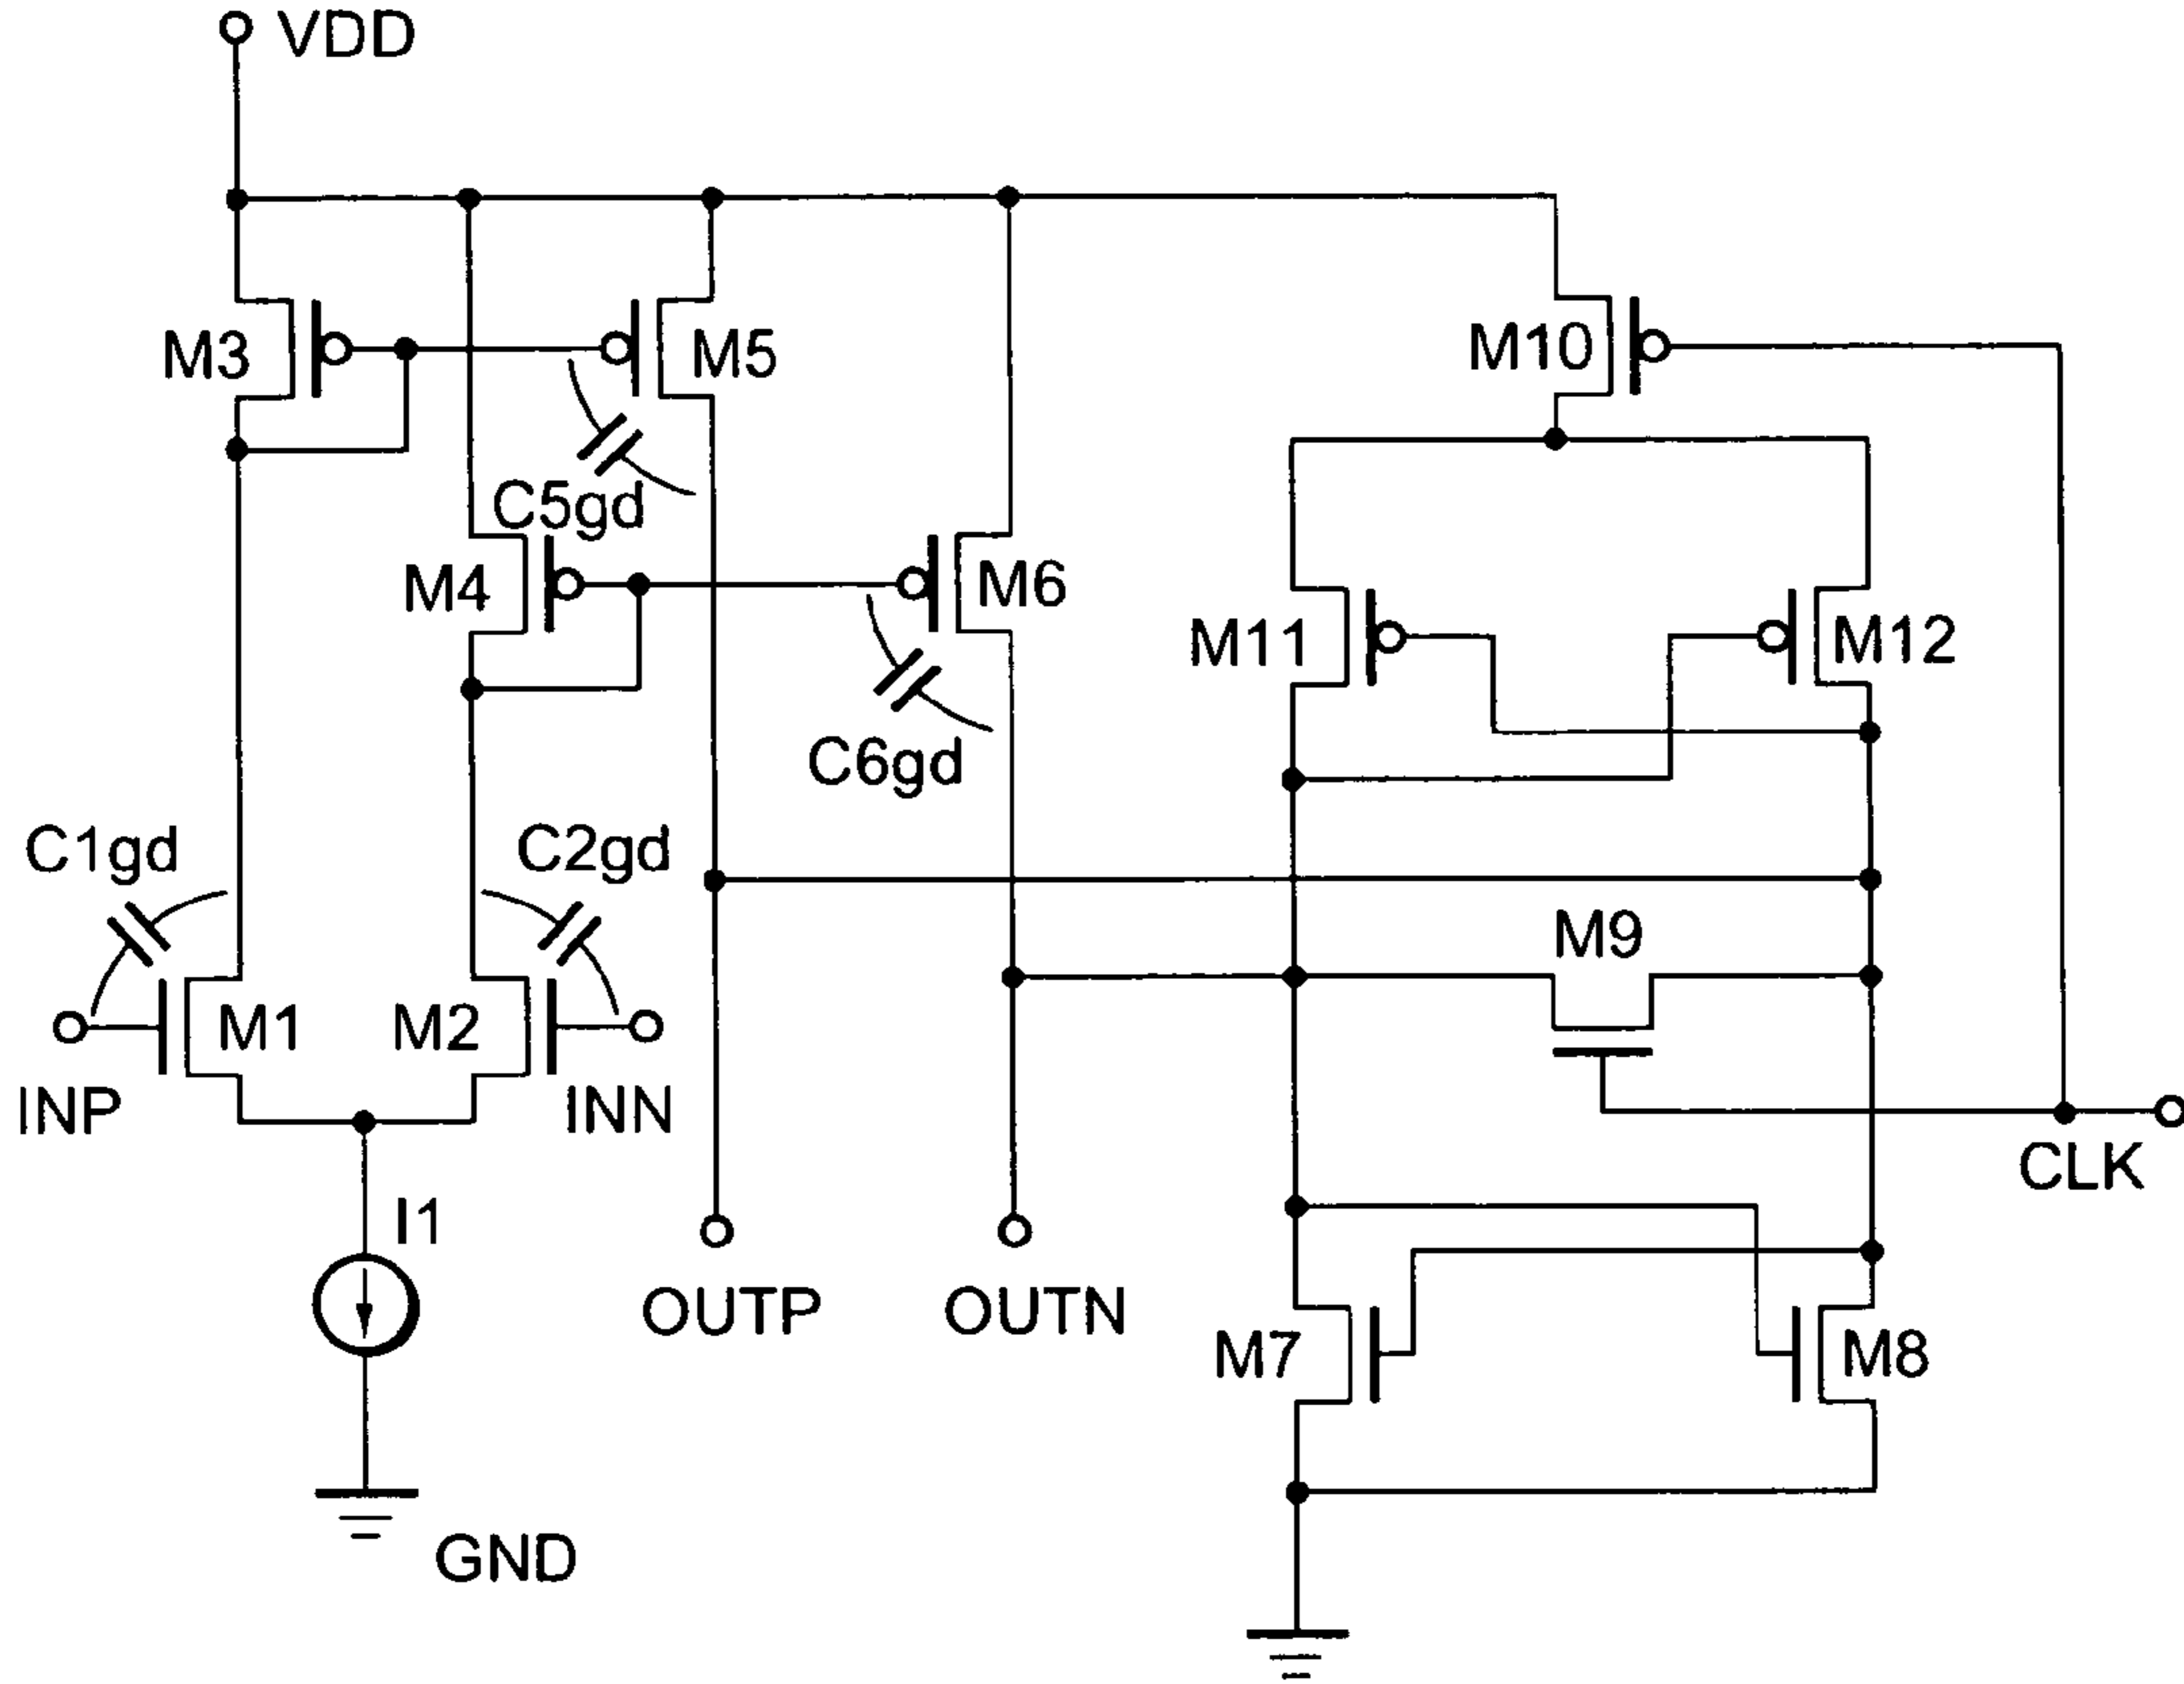 VDD
M3
M5
M10
C5gd
M4
M6
M11
M12
C6gd
C1gd
C2gd
M9
M1
M2
INP
INN
CLK
I1
OUTP
OUTN
M7
M8
GND